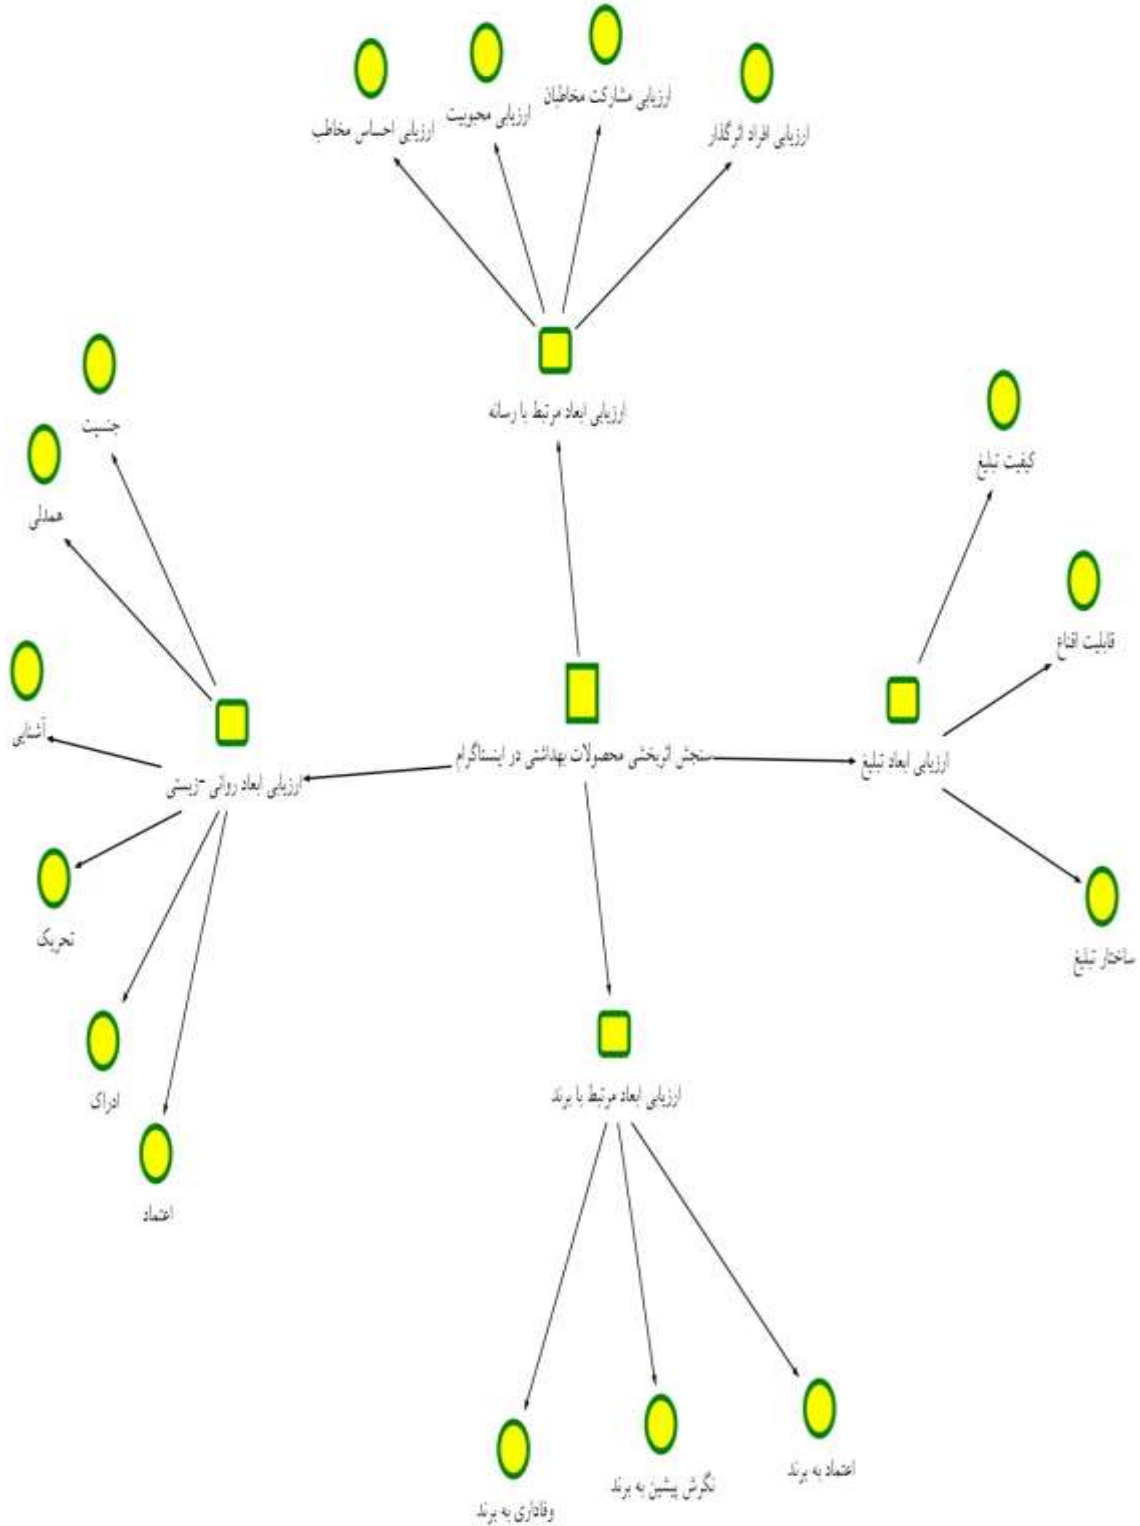 ارزیابی مشارکت مخاطبان
ارزیابی افراد اثرگذار
ارزیابی محبوبیت
ارزیابی احساس مخاطب
ارزیابی ابعاد مرتبط با رسانه
جنسیت
کیفیت تبلیغ
همدلی
قابلیت اقناع
آشنایی
سنجش اثربخشی محصولات بهداشتی در اینستاگرام
ارزیابی ابعاد تبلیغ
ارزیابی ابعاد روانی -زیستی
تحریک
ساختار تبلیغ
ادراک
ارزیابی ابعاد مرتبط با برند
اعتماد
اعتماد به برند
نگرش پیشین به برند
وفاداری به برند